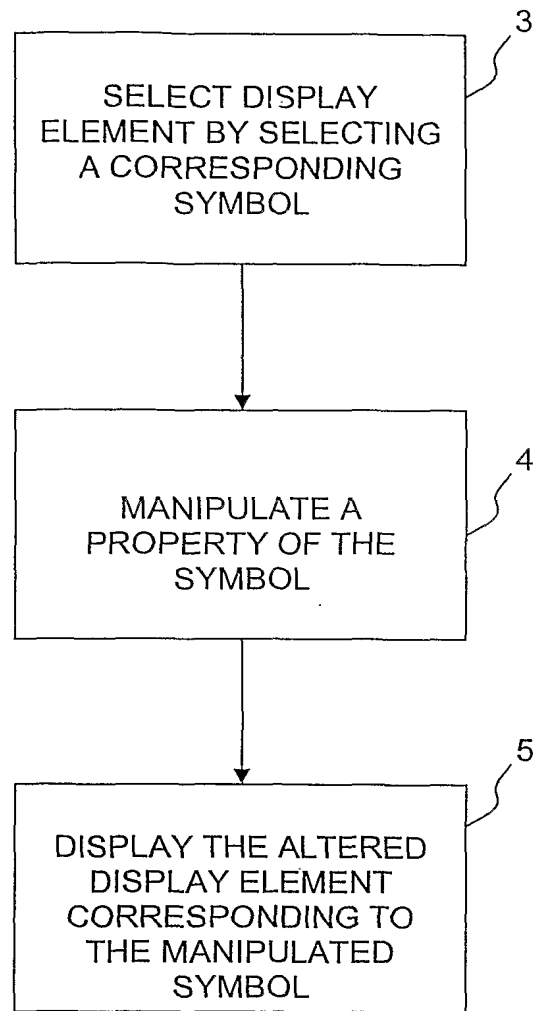 3
SELECT DISPLAY
ELEMENT BY SELECTING
A CORRESPONDING
SYMBOL
4
MANIPULATE A
PROPERTY OF THE
SYMBOL
5
DISPLAY THE ALTERED
DISPLAY ELEMENT
CORRESPONDING TO
THE MANIPULATED
SYMBOL